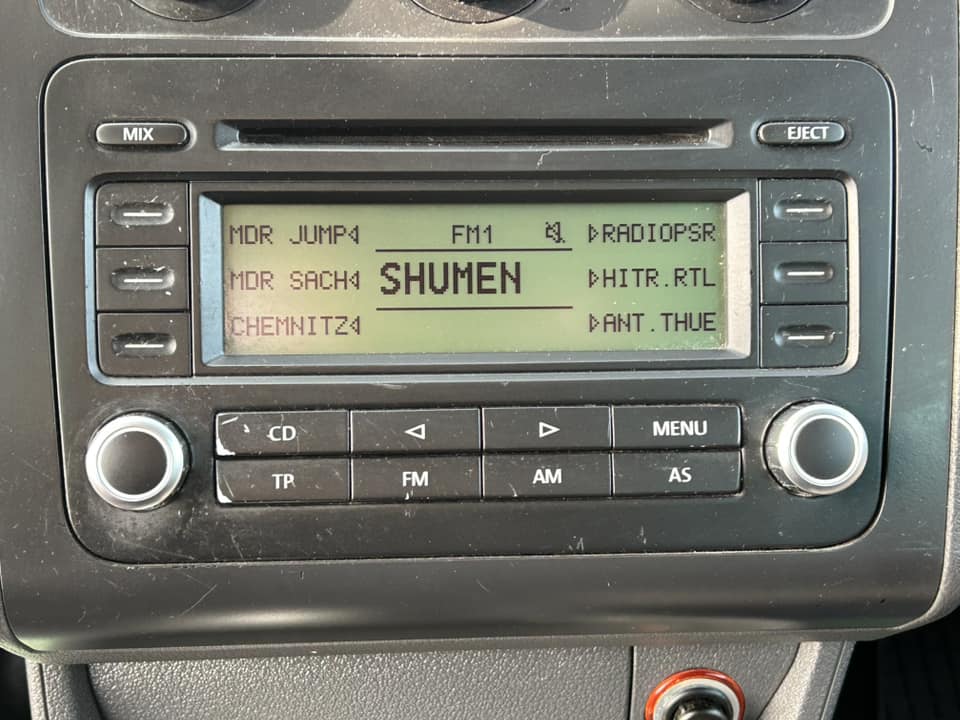 MIX
EJECT
MDR JUMP FM1 RADIOPSR
MDR SACH SHUMEN HITR.RTL
CHEMNITZ ANT.THUE
CD MENU
TP FM AM AS